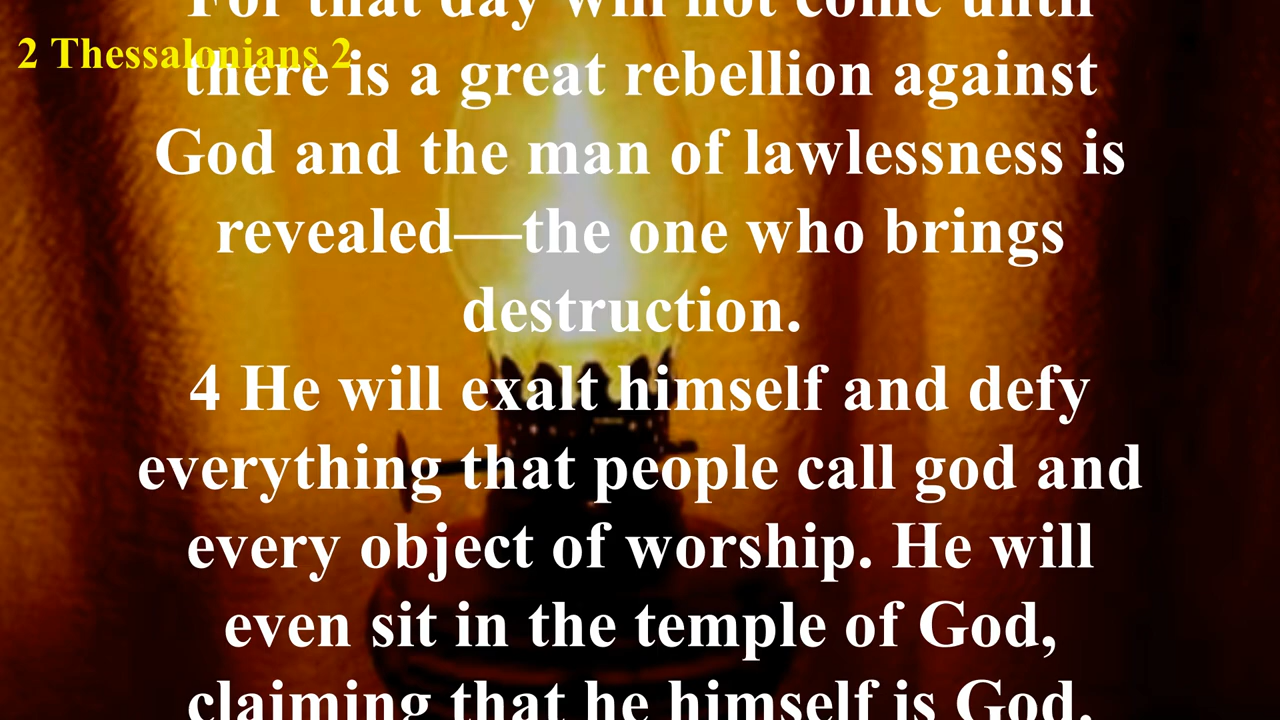 For that day will not come until
2 Thessalonians 2
there is a great rebellion against
God and the man of lawlessness is
revealed—the one who brings
destruction.
4 He will exalt himself and defy
everything that people call god and
every object of worship. He will
even sit in the temple of God,
claiming that he himself is God.